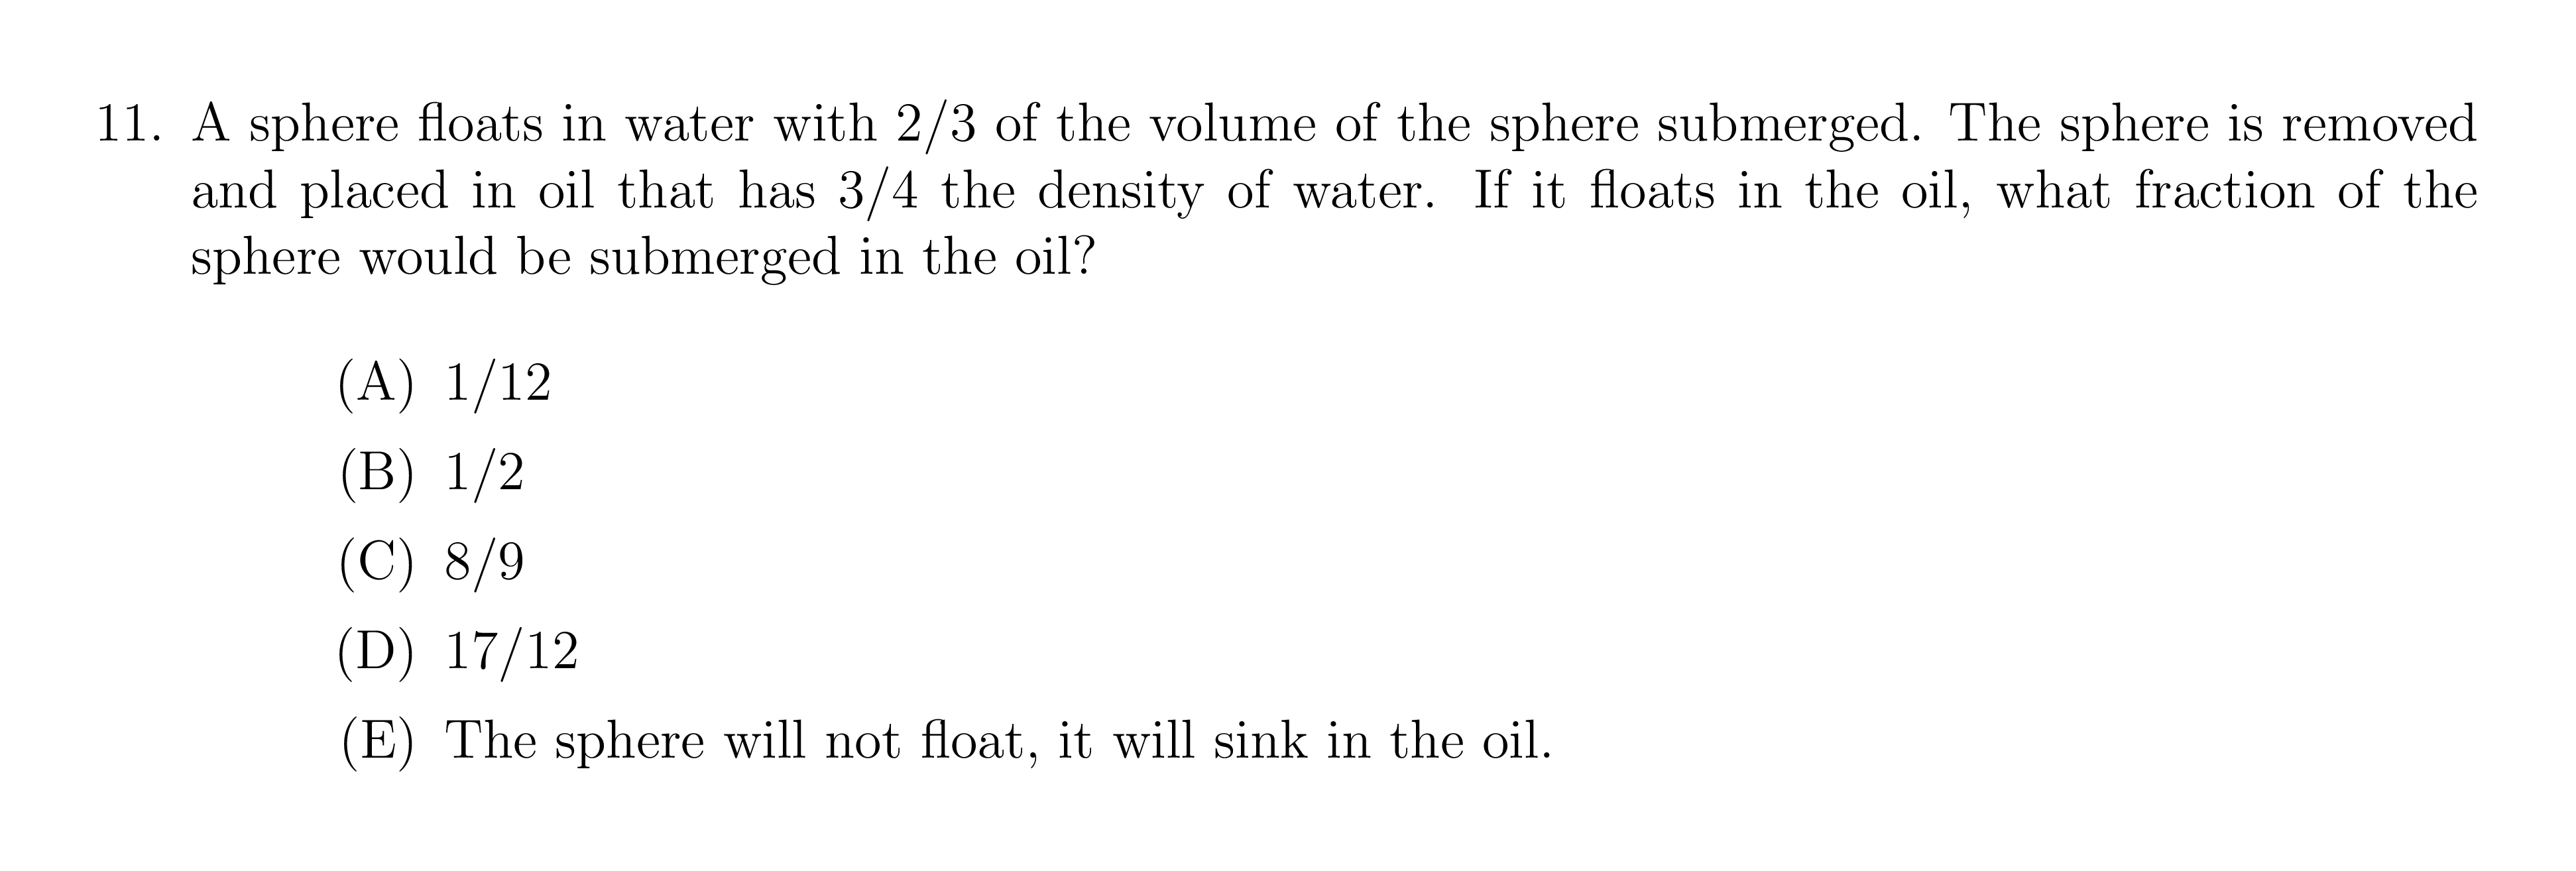 11. A sphere floats in water with 2/3 of the volume of the sphere submerged. The sphere is removed
and placed in oil that has 3/4 the density of water. If it floats in the oil, what fraction of the
sphere would be submerged in the oil?
(A) 1/12
(B) 1/2
(C) 8/9
(D) 17/12
(E) The sphere will not float, it will sink in the oil.